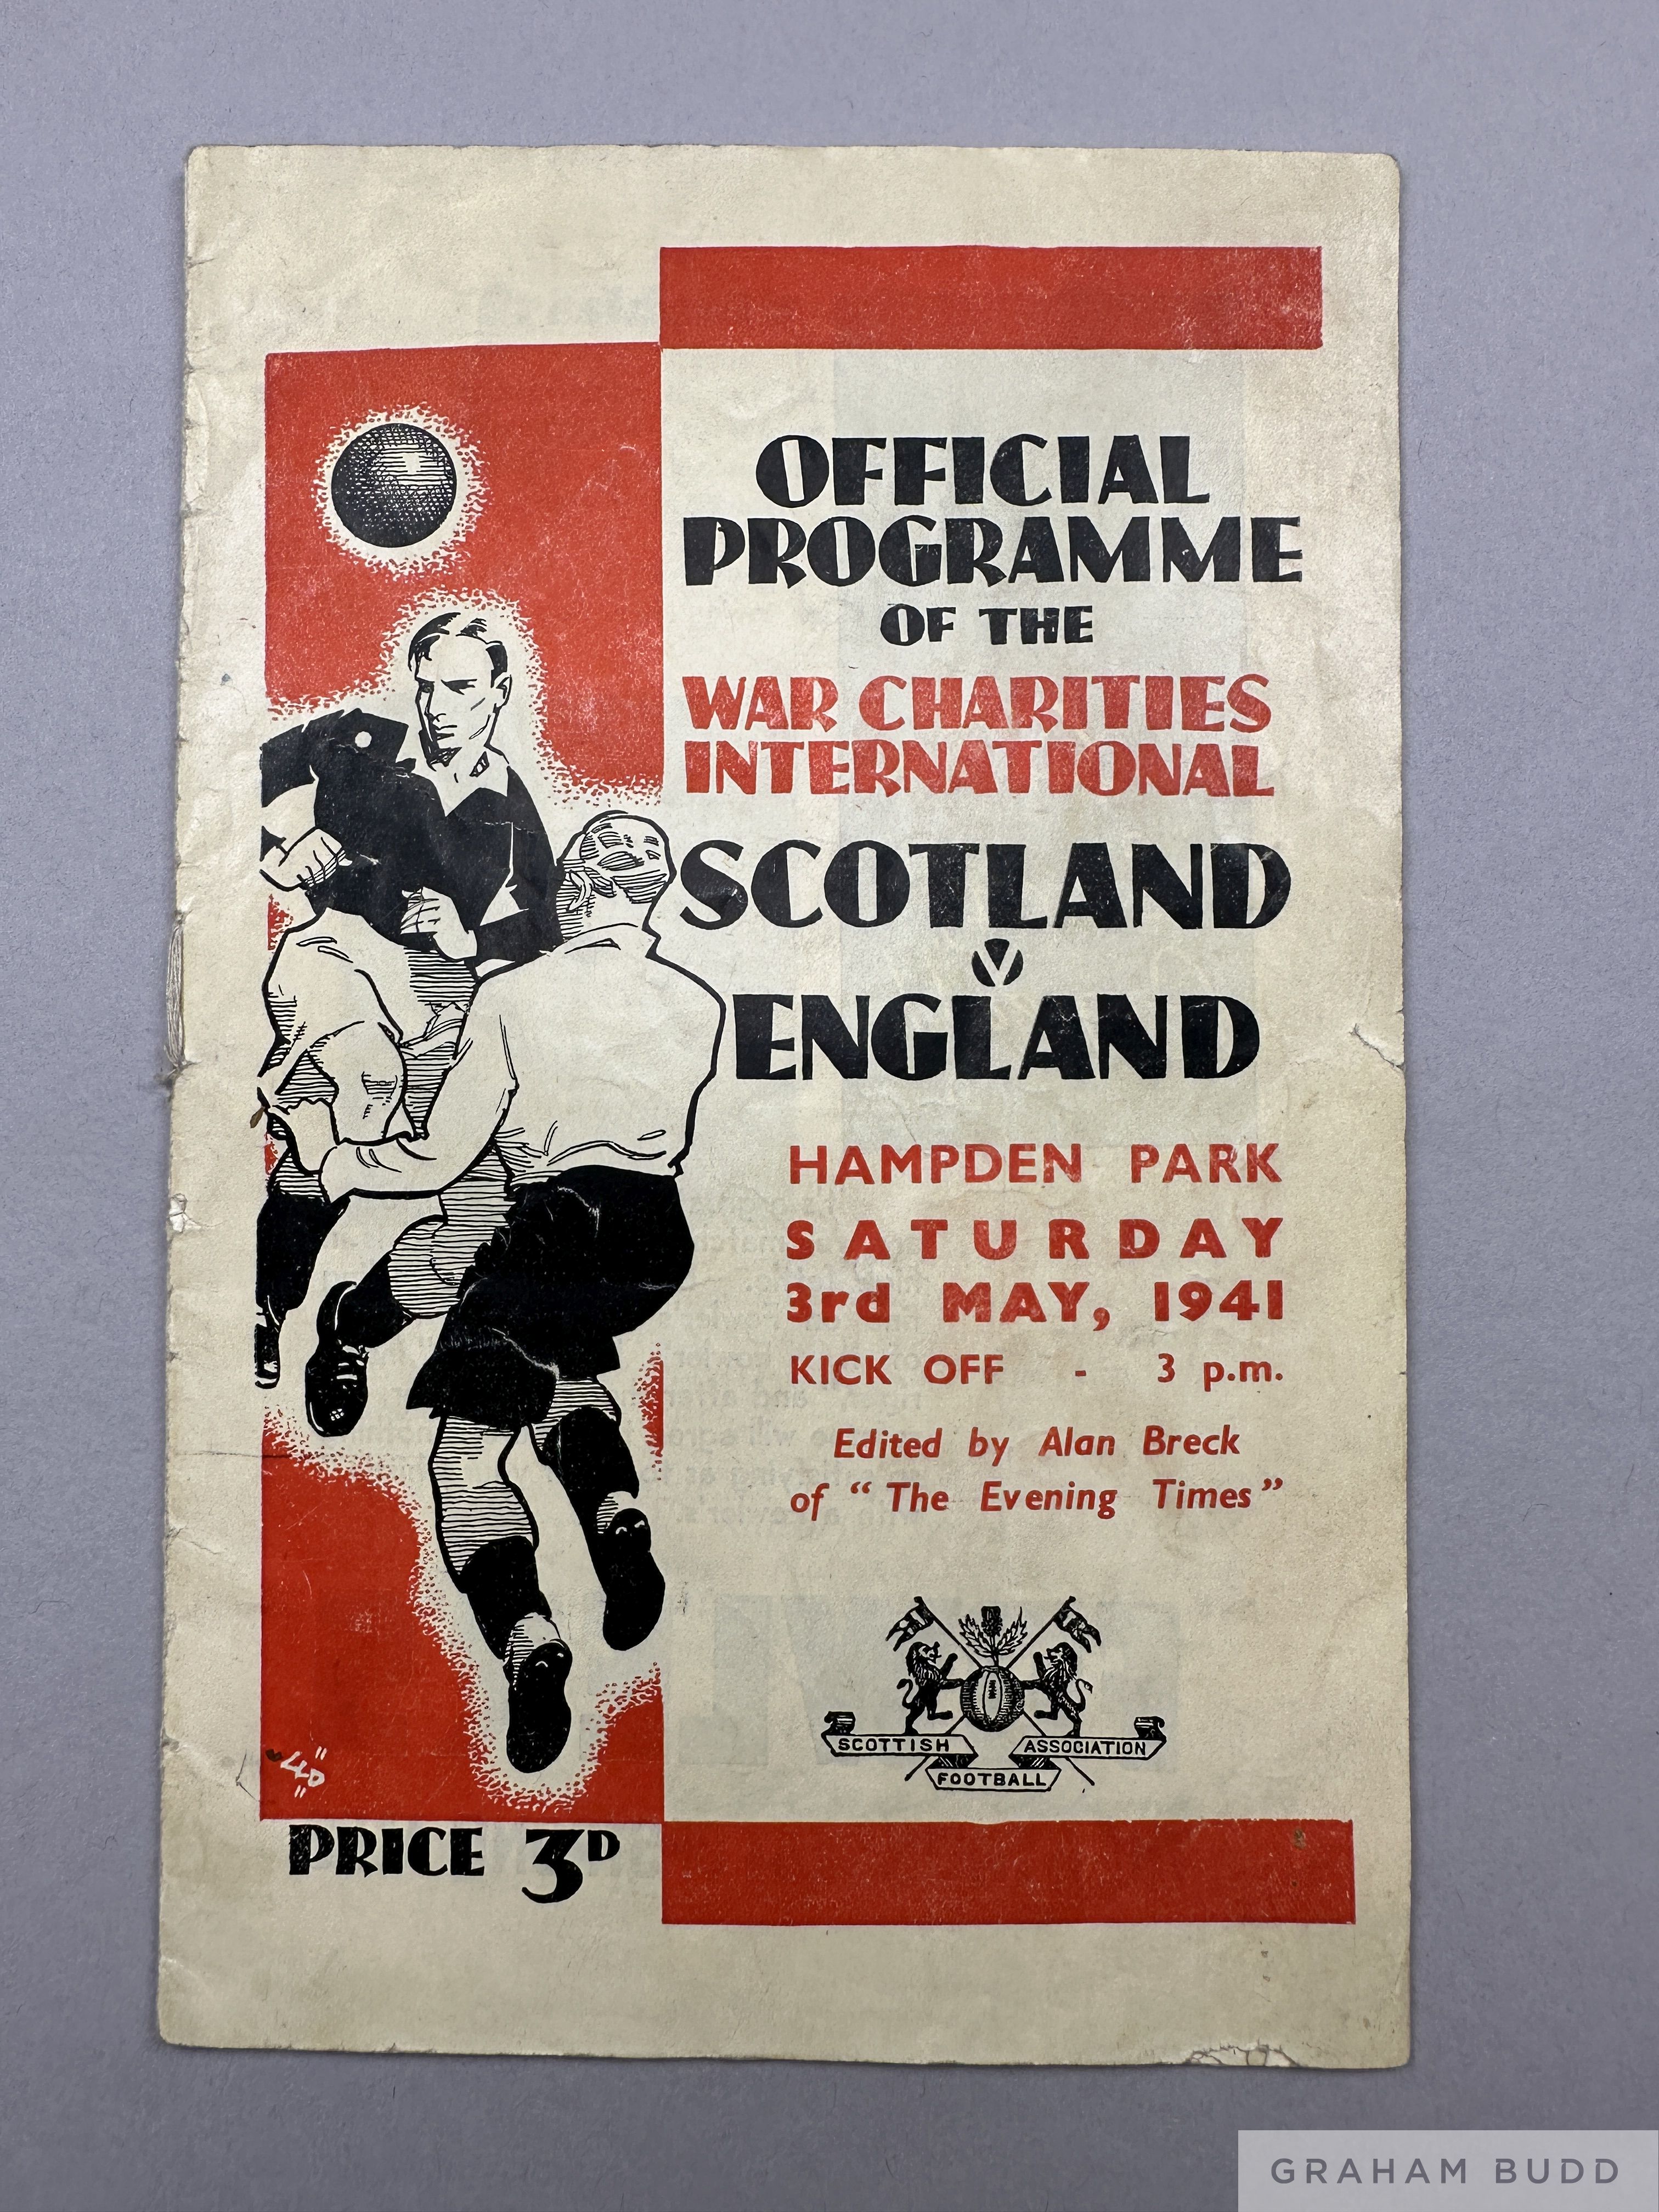 OFFICIAL
PROGRAMME
OF THE
WAR CHARITIES
INTERNATIONAL
SCOTLAND
V
ENGLAND
HAMPDEN PARK
SATURDAY
3rd MAY, 1941
KICK OFF - 3 p.m.
Edited by Alan Breck
of “ The Evening Times ”
SCOTTISH ASSOCIATION
FOOTBALL
PRICE 3D
GRAHAM BUDD